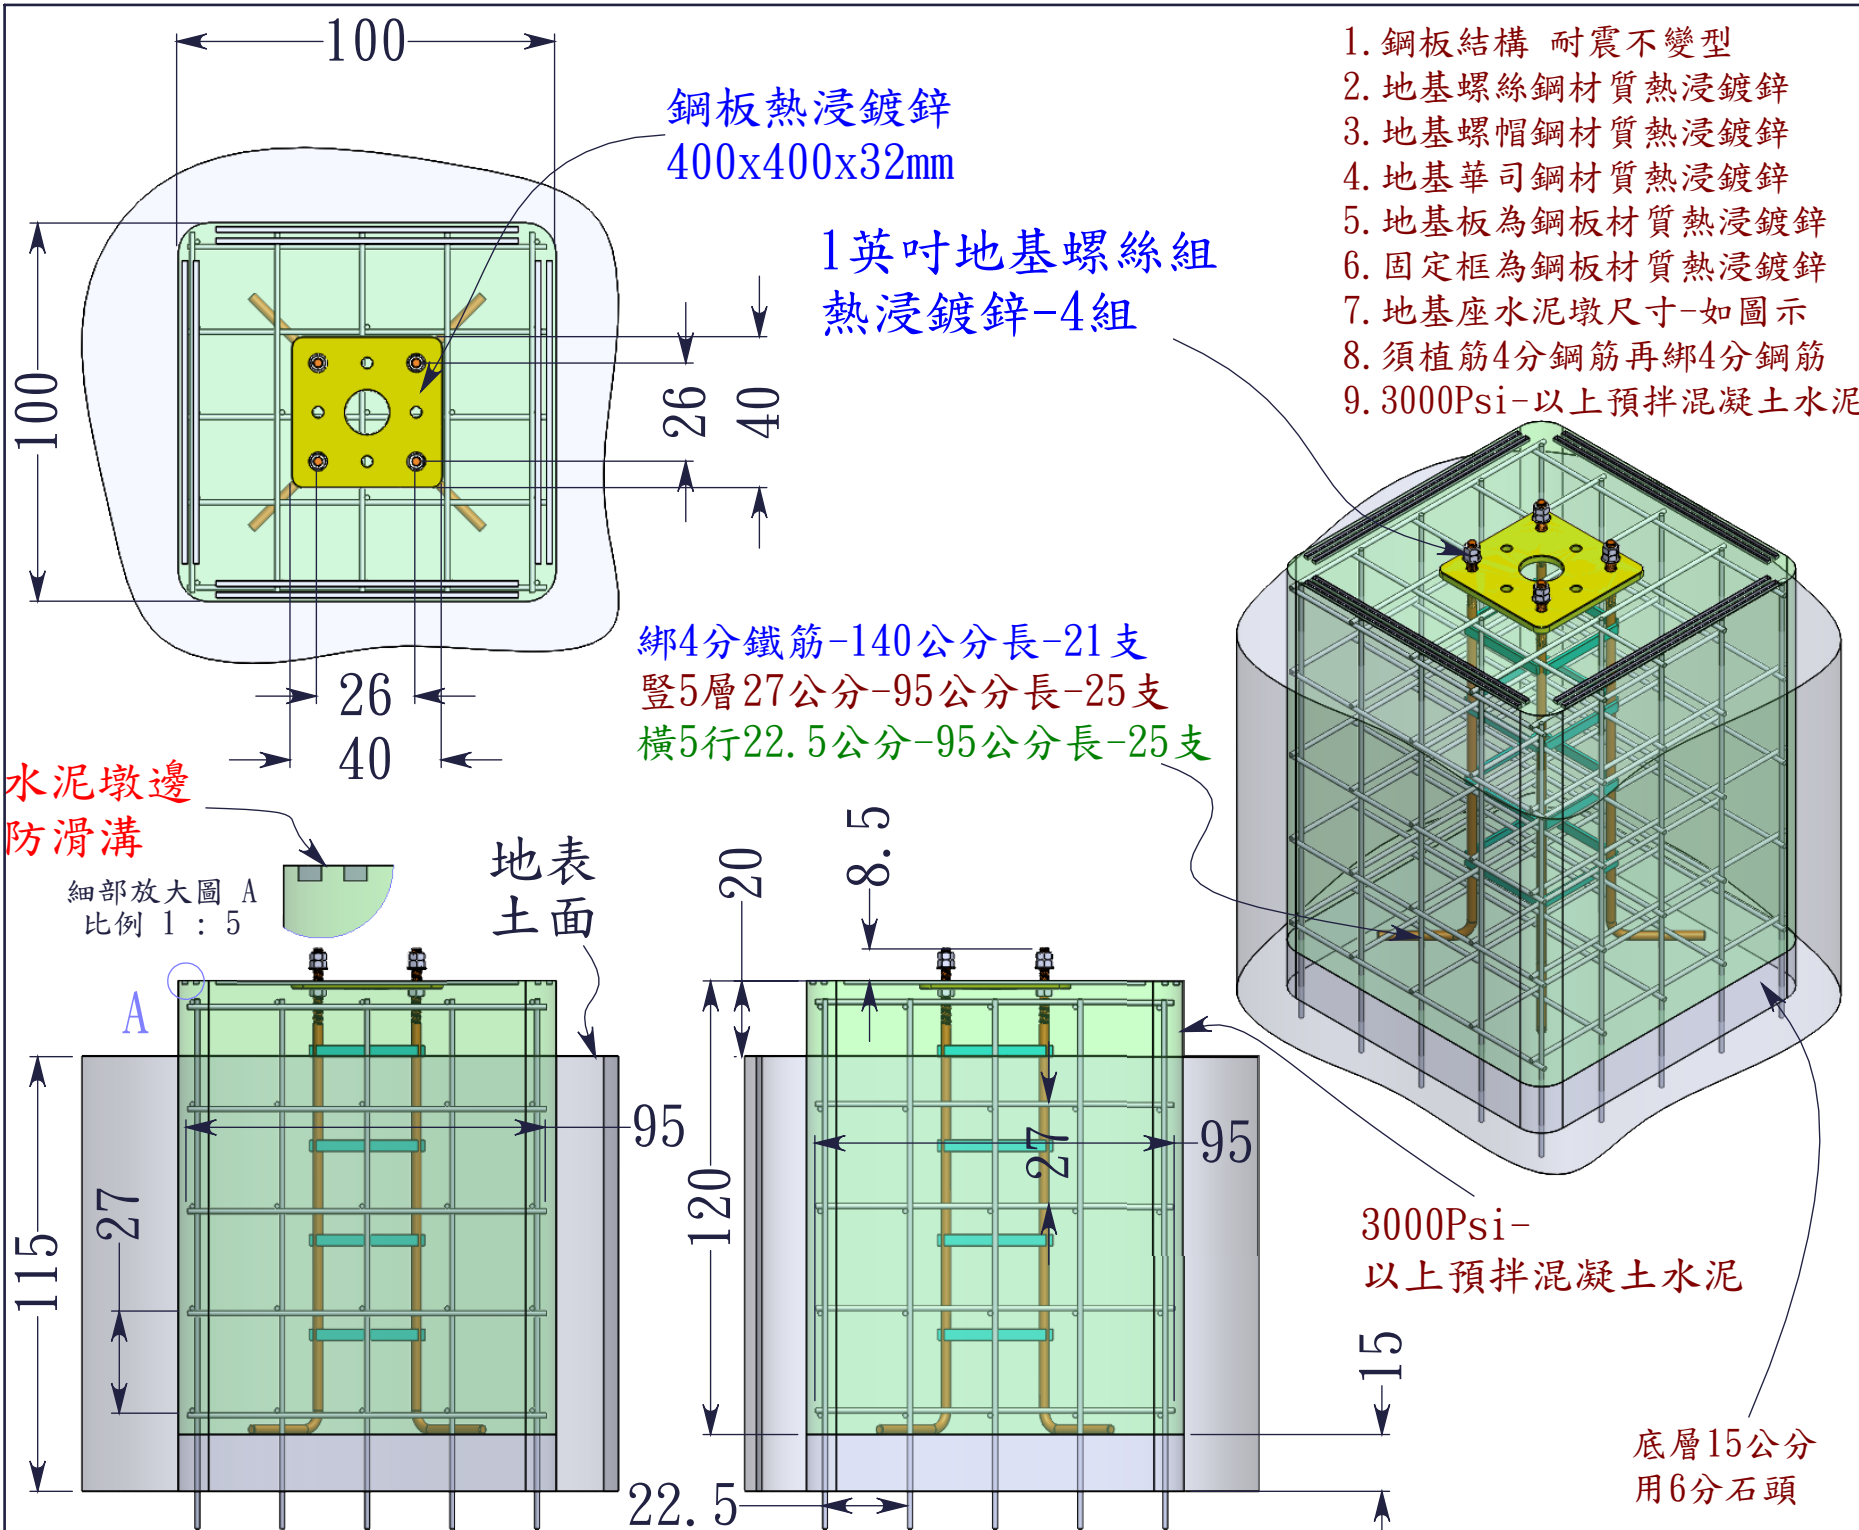 100
鋼板熱浸鍍鋅
400x400x32mm
1. 鋼板結構 耐震不變型
2. 地基螺絲鋼材質熱浸鍍鋅
3. 地基螺帽鋼材質熱浸鍍鋅
4. 地基華司鋼材質熱浸鍍鋅
5. 地基板為鋼板材質熱浸鍍鋅
6. 固定框為鋼板材質熱浸鍍鋅
7. 地基座水泥墩尺寸-如圖示
8. 須植筋4分鋼筋再綁4分鋼筋
9. 3000Psi-以上預拌混凝土水泥
1英吋地基螺絲組
熱浸鍍鋅-4組
100
26
40
26
40
綁4分鐵筋-140公分長-21支
豎5層27公分-95公分長-25支
橫5行22.5公分-95公分長-25支
水泥墩邊
防滑溝
細部放大圖 A
比例 1 : 5
地表
土面
A
20
8.5
95
27
115
95
27
120
22.5
15
3000Psi-
以上預拌混凝土水泥
底層15公分
用6分石頭